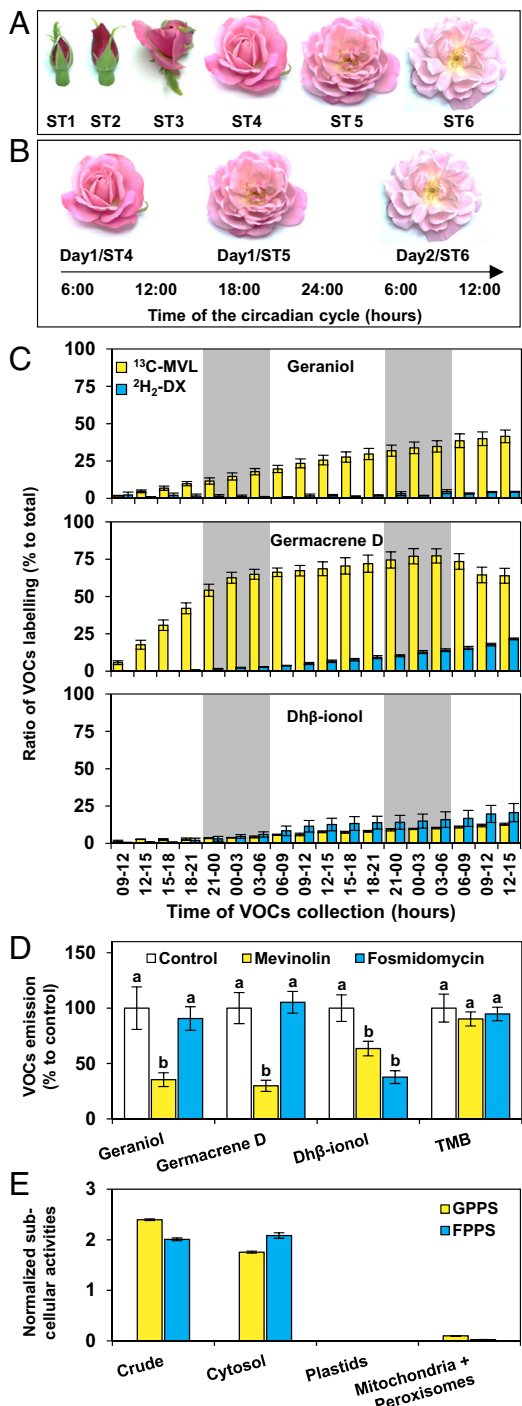 A
ST1 ST2 ST3 ST4 ST5 ST6
B
Day1/ST4 Day1/ST5 Day2/ST6
6:00 12:00 18:00 24:00 6:00 12:00
Time of the circadian cycle (hours)
C
Ratio of VOCs labelling (% to total)
100
75
50
25
0
Geraniol
¹³C-MVL
²H₂-DX
100
75
50
25
0
Germacrene D
100
75
50
25
0
Dhβ-ionol
09-12 12-15 15-18 18-21 21-00 00-03 03-06 06-09 09-12 12-15 15-18 18-21 21-00 00-03 03-06 06-09 09-12 12-15
Time of VOCs collection (hours)
D
VOCs emission
(% to control)
150
100
50
0
Control Mevinolin Fosmidomycin
a b a a b a a b b a a a
Geraniol Germacrene D Dhβ-ionol TMB
E
Normalized sub-
cellular activities
3
2
1
0
GPPS
FPPS
Crude Cytosol Plastids Mitochondria +
Peroxisomes